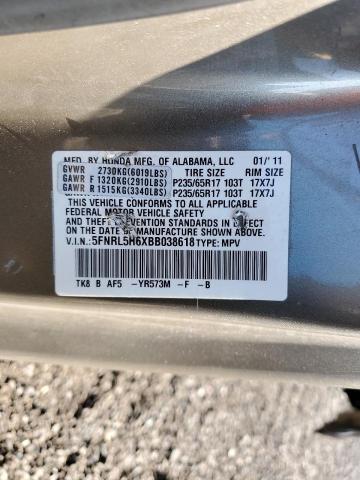 MFD. BY HONDA MFG. OF ALABAMA, LLC 01/'11
GVWR 2730KG(6019LBS) TIRE SIZE RIM SIZE
GAWR F 1320KG(2910LBS) P235/65R17 103T 17X7J
GAWR R 1515KG(3340LBS) P235/65R17 103T 17X7J
THIS VEHICLE CONFORMS TO ALL APPLICABLE
FEDERAL MOTOR VEHICLE SAFETY, BUMPER,
AND THEFT PREVENTION STANDARDS IN EFFECT
ON THE DATE OF MANUFACTURE SHOWN ABOVE.
V.I.N.: 5FNRL5H6XBB038618 TYPE: MPV
TK8 B AF5 -YR573M -F -B